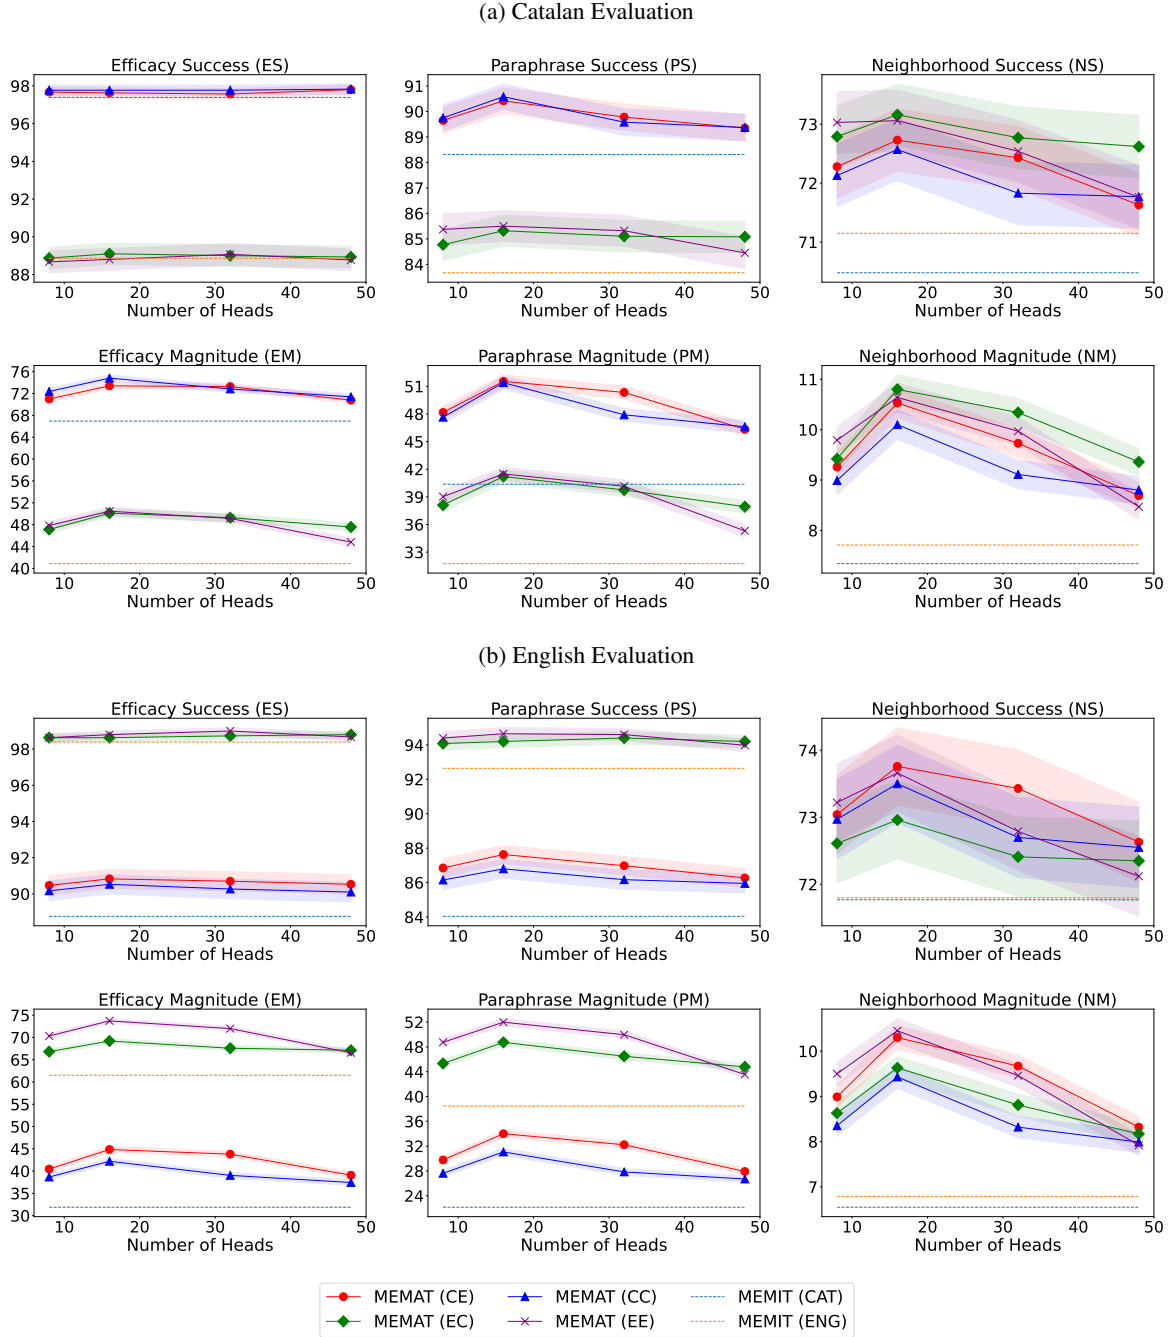 (a) Catalan Evaluation
Efficacy Success (ES) Paraphrase Success (PS) Neighborhood Success (NS)
98
96
94
92
90
88
10 20 30 40 50
Number of Heads
91
90
89
88
87
86
85
84
10 20 30 40 50
Number of Heads
73
72
71
10 20 30 40 50
Number of Heads
Efficacy Magnitude (EM) Paraphrase Magnitude (PM) Neighborhood Magnitude (NM)
76
72
68
64
60
56
52
48
44
40
10 20 30 40 50
Number of Heads
51
48
45
42
39
36
33
10 20 30 40 50
Number of Heads
11
10
9
8
10 20 30 40 50
Number of Heads
(b) English Evaluation
Efficacy Success (ES) Paraphrase Success (PS) Neighborhood Success (NS)
98
96
94
92
90
10 20 30 40 50
Number of Heads
94
92
90
88
86
84
10 20 30 40 50
Number of Heads
74
73
72
10 20 30 40 50
Number of Heads
Efficacy Magnitude (EM) Paraphrase Magnitude (PM) Neighborhood Magnitude (NM)
75
70
65
60
55
50
45
40
35
30
10 20 30 40 50
Number of Heads
52
48
44
40
36
32
28
24
10 20 30 40 50
Number of Heads
10
9
8
7
10 20 30 40 50
Number of Heads
MEMAT (CE) MEMAT (CC) MEMIT (CAT)
MEMAT (EC) MEMAT (EE) MEMIT (ENG)